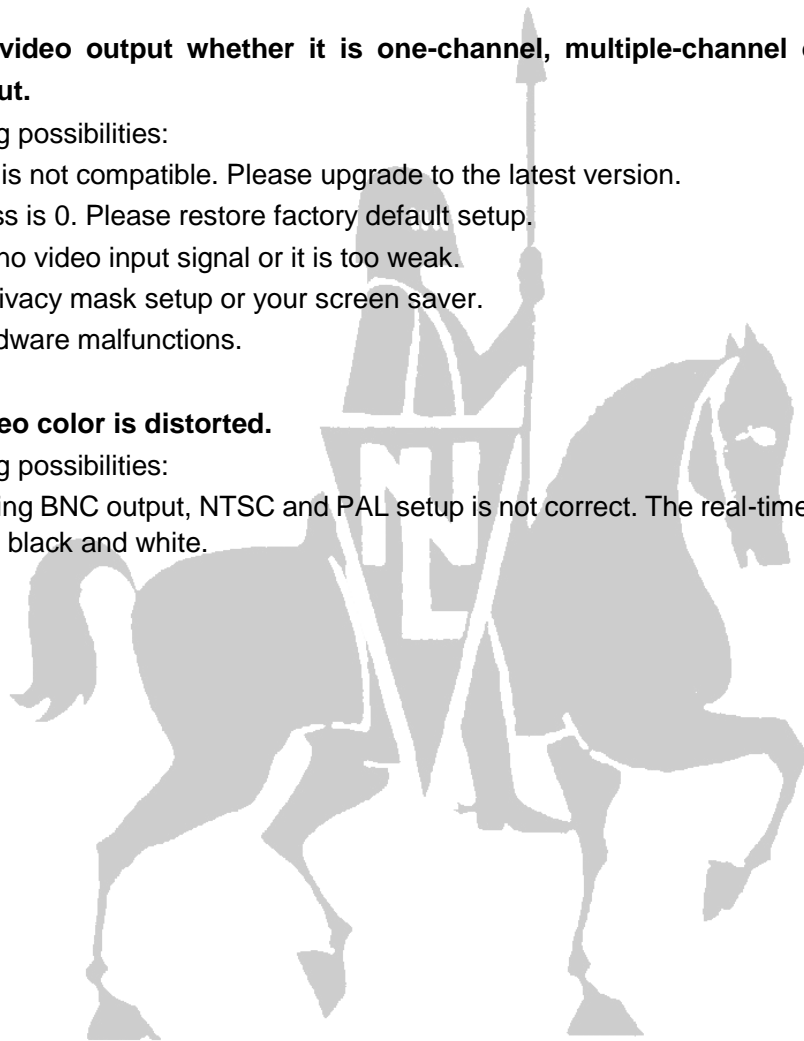 video output whether it is one-channel, multiple-channel
ut.
g possibilities:
is not compatible. Please upgrade to the latest version.
ss is 0. Please restore factory default setup.
no video input signal or it is too weak.
ivacy mask setup or your screen saver.
dware malfunctions.
eo color is distorted.
g possibilities:
ing BNC output, NTSC and PAL setup is not correct. The real-time
black and white.
NL